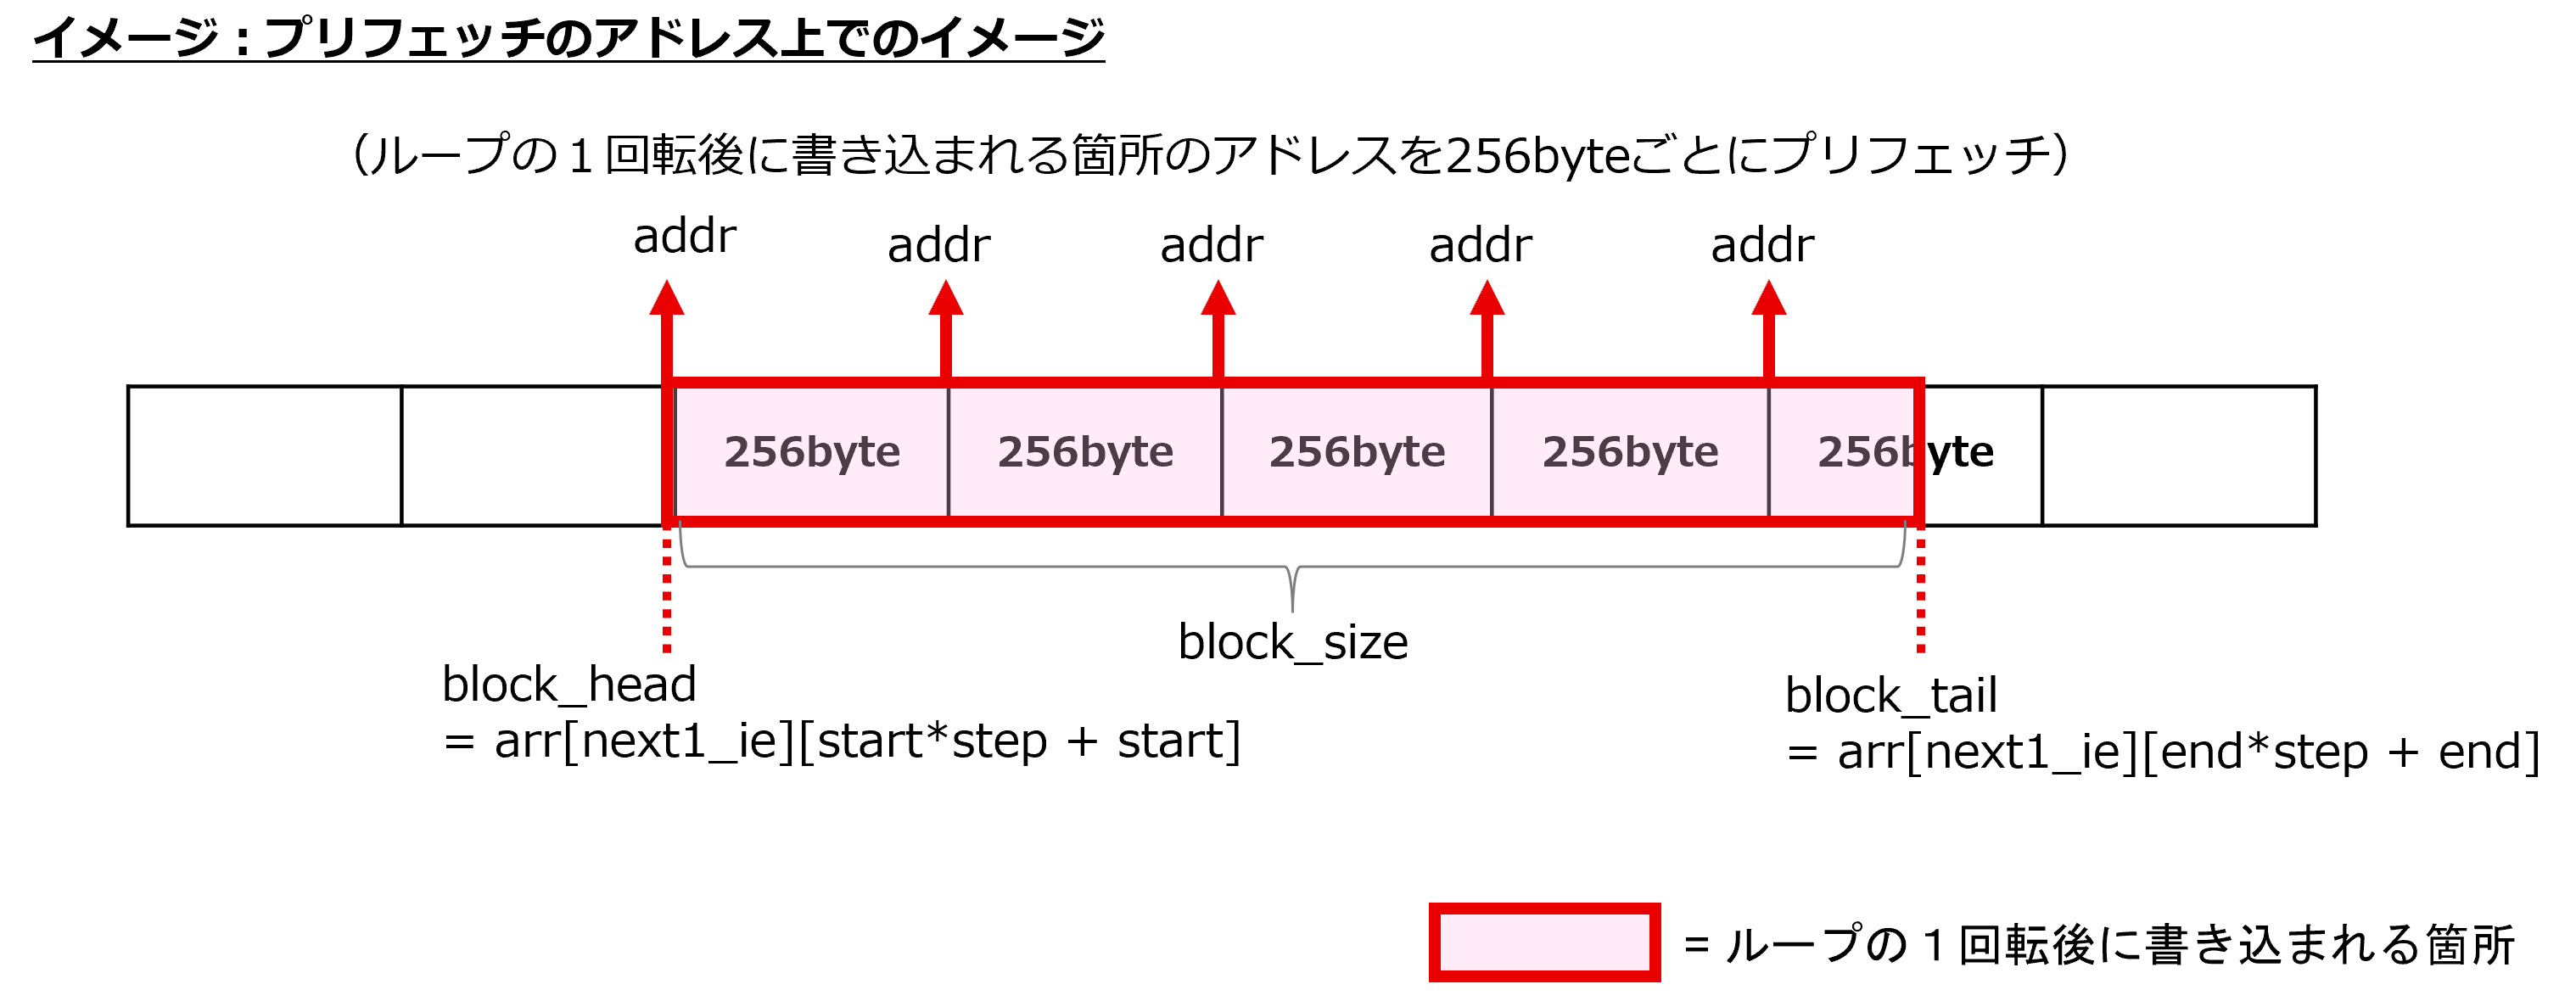 イメージ：プリフェッチのアドレス上でのイメージ
（ループの１回転後に書き込まれる箇所のアドレスを256byteごとにプリフェッチ）
addr addr addr addr addr
256byte 256byte 256byte 256byte 256byte
block_size
block_head
= arr[next1_ie][start*step + start]
block_tail
= arr[next1_ie][end*step + end]
= ループの１回転後に書き込まれる箇所